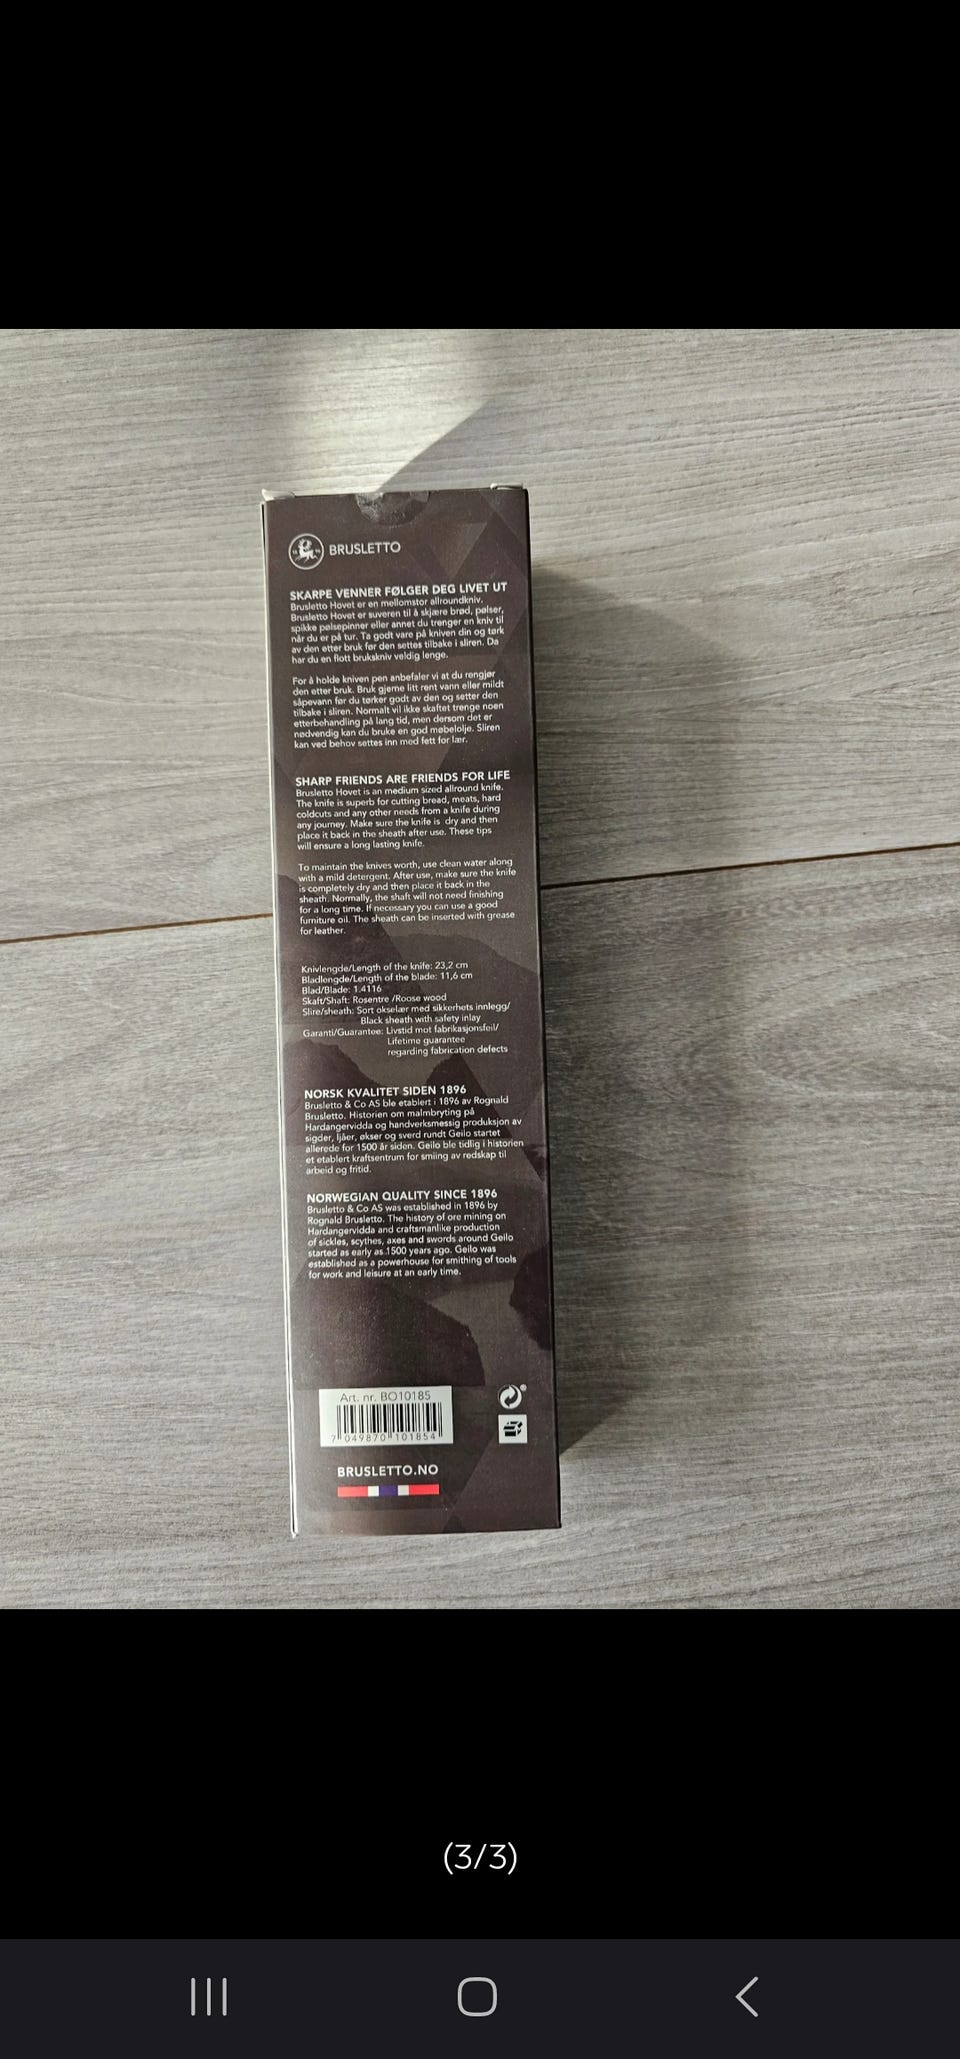 BRUSLETTO
SKARPE VENNER FØLGER DEG LIVET UT
Brusletto Hovet er en mellomstor allroundkniv.
Brusletto Hovet er suveren til å skjære brød, pølser,
spikke pølsepinner eller annet du trenger en kniv til
når du er på tur. Ta godt vare på kniven din og tørk
av den etter bruk før den settes tilbake i sliren. Da
har du en flott brukskniv veldig lenge.
For å holde kniven pen anbefaler vi at du rengjør
den etter bruk. Bruk gjerne litt rent vann eller mildt
såpevann før du tørker godt av den og setter den
tilbake i sliren. Normalt vil ikke skaftet trenge noen
etterbehandling på lang tid, men dersom det er
nødvendig kan du bruke en god møbelolje. Sliren
kan ved behov settes inn med fett for lær.
SHARP FRIENDS ARE FRIENDS FOR LIFE
Brusletto Hovet is an medium sized allround knife.
The knife is superb for cutting bread, meats, hard
coldcuts and any other needs from a knife during
any journey. Make sure the knife is dry and then
place it back in the sheath after use. These tips
will ensure a long lasting knife.
To maintain the knives worth, use clean water along
with a mild detergent. After use, make sure the knife
is completely dry and then place it back in the
sheath. Normally, the shaft will not need finishing
for a long time. If necessary you can use a good
furniture oil. The sheath can be inserted with grease
for leather.
Knivlengde/Length of the knife: 23,2 cm
Bladlengde/Length of the blade: 11,6 cm
Blad/Blade: 1.4116
Skaft/Shaft: Rosentre /Roose wood
Slire/sheath: Sort okselær med sikkerhets innlegg/
Black sheath with safety inlay
Garanti/Guarantee: Livstid mot fabrikasjonsfeil/
Lifetime guarantee
regarding fabrication defects
NORSK KVALITET SIDEN 1896
Brusletto & Co AS ble etablert i 1896 av Rognald
Brusletto. Historien om malmbryting på
Hardangervidda og handverksmessig produksjon av
sigder, ljåer, økser og sverd rundt Geilo startet
allerede for 1500 år siden. Geilo ble tidlig i historien
et etablert kraftsentrum for smiing av redskap til
arbeid og fritid.
NORWEGIAN QUALITY SINCE 1896
Brusletto & Co AS was established in 1896 by
Rognald Brusletto. The history of ore mining on
Hardangervidda and craftsmanlike production
of sickles, scythes, axes and swords around Geilo
started as early as 1500 years ago. Geilo was
established as a powerhouse for smithing of tools
for work and leisure at an early time.
Art. nr. BO10185
7 049870 101854
BRUSLETTO.NO
(3/3)